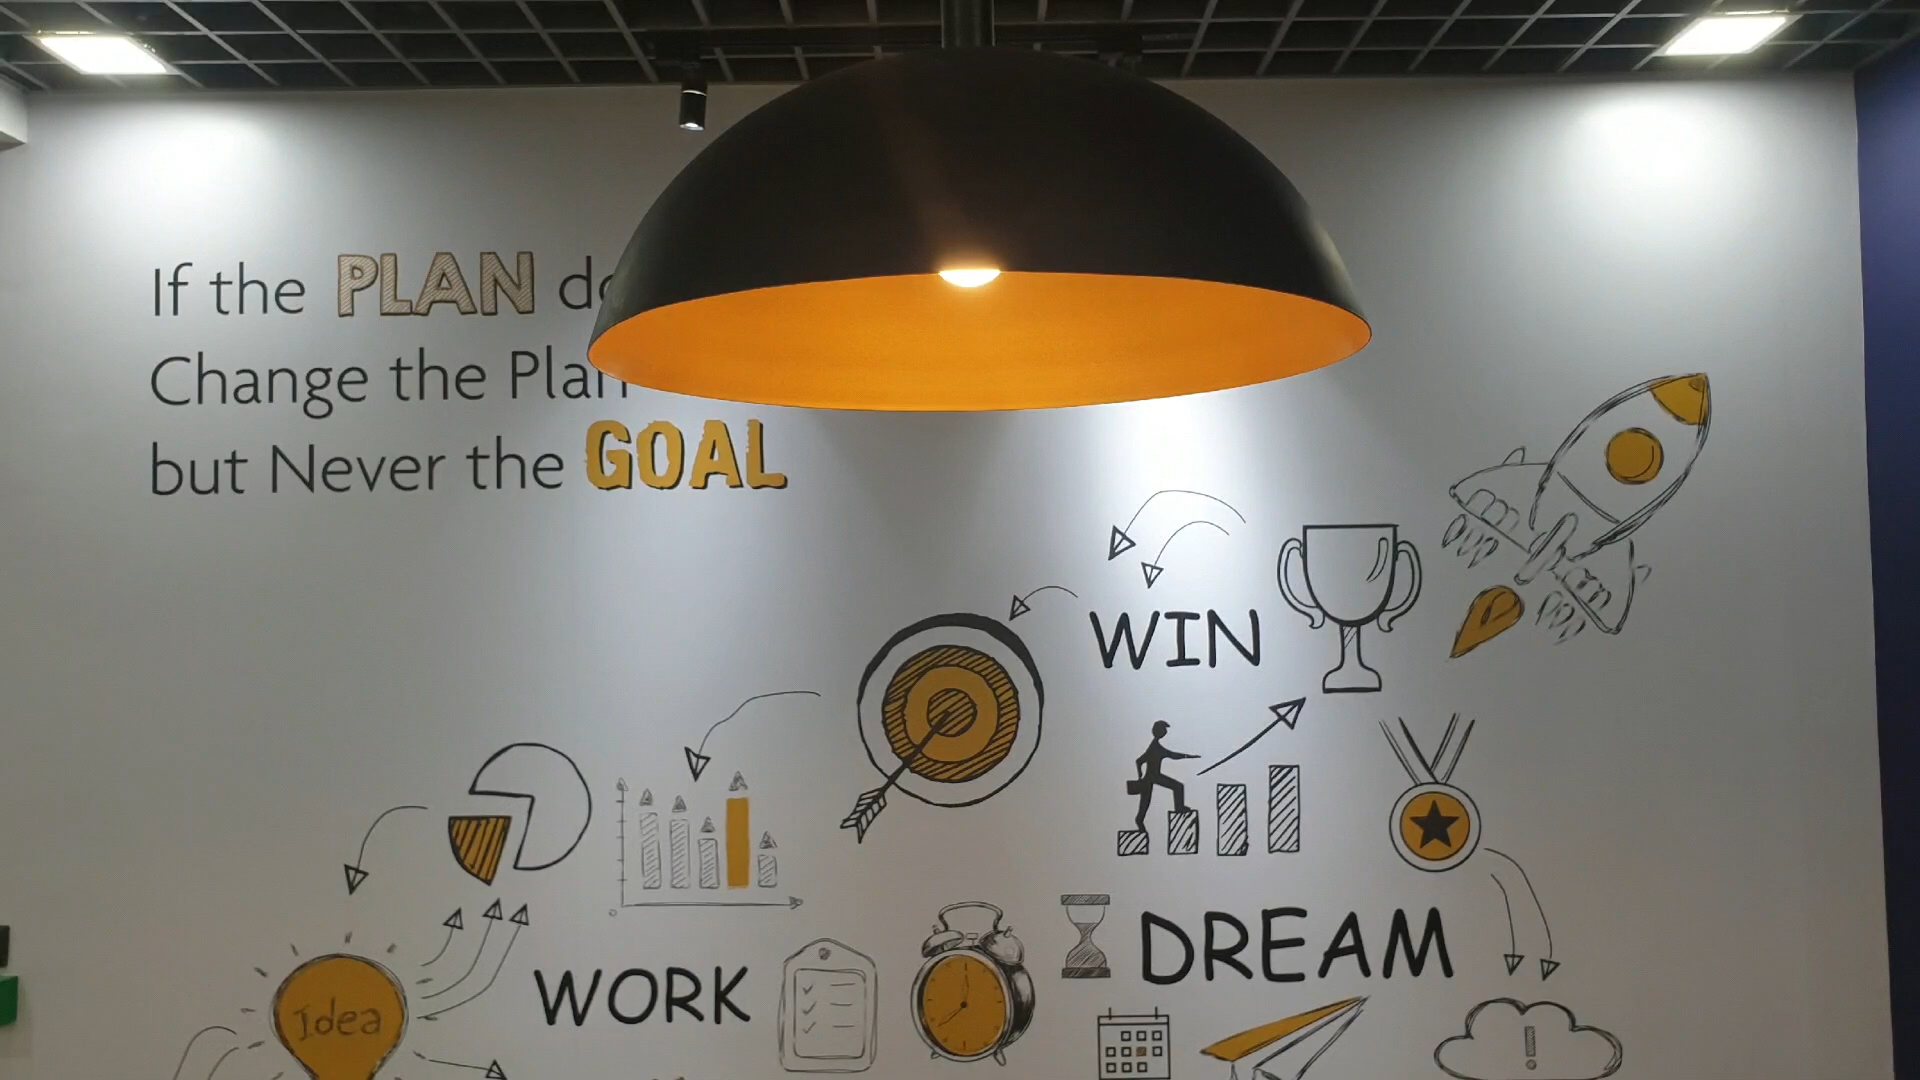 If the PLAN
Change the Plan
but Never the GOAL
WIN
DREAM
WORK
Idea